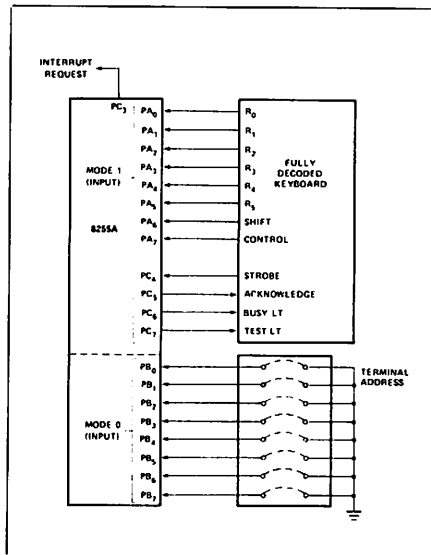 INTERRUPT
REQUEST
PC3
MODE 1
(INPUT)
8255A
PA0
PA1
PA2
PA3
PA4
PA5
PA6
PA7
PC4
PC5
PC6
PC7
R0
R1
R2
R3
R4
R5
SHIFT
CONTROL
STROBE
ACKNOWLEDGE
BUSY LT
TEST LT
FULLY
DECODED
KEYBOARD
MODE 0
(INPUT)
PB0
PB1
PB2
PB3
PB4
PB5
PB6
PB7
TERMINAL
ADDRESS